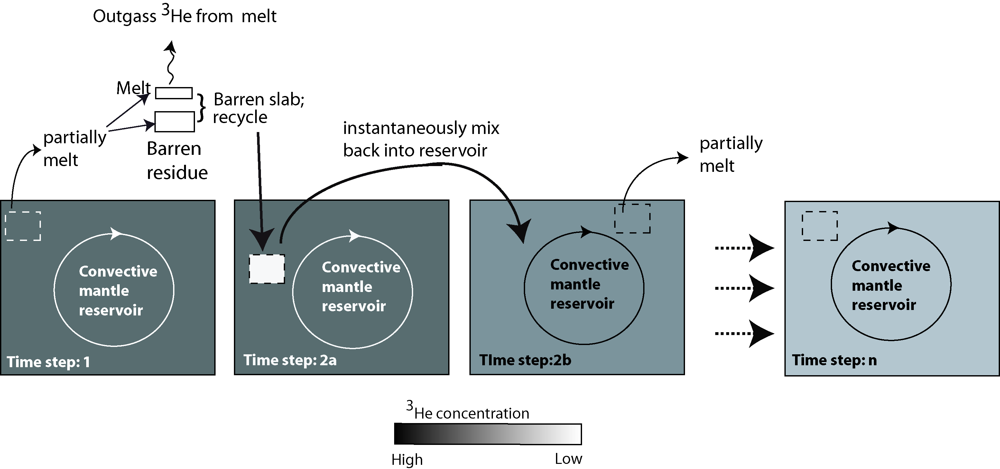 Outgass ³He from melt
Melt
Barren slab;
recycle
partially
melt
Barren
residue
instantaneously mix
back into reservoir
partially
melt
Convective
mantle
reservoir
Time step: 1
Convective
mantle
reservoir
Time step: 2a
Convective
mantle
reservoir
TIme step:2b
Convective
mantle
reservoir
Time step: n
³He concentration
High
Low